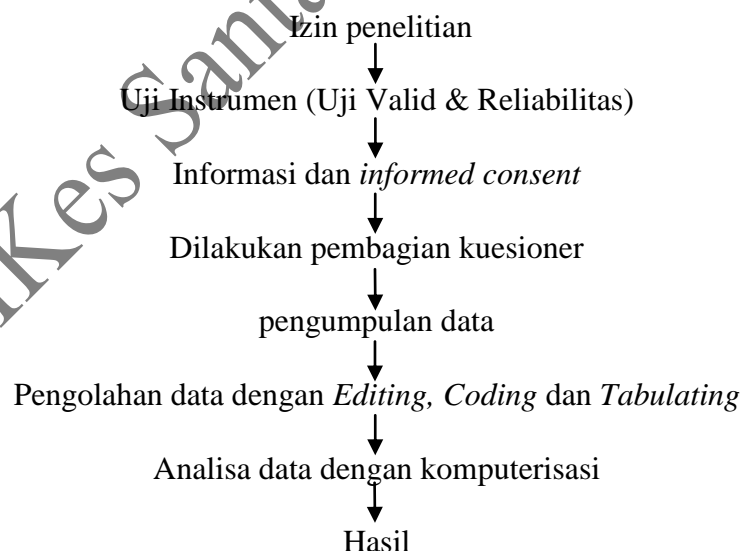 Izin penelitian
Uji Instrumen (Uji Valid & Reliabilitas)
Informasi dan informed consent
Dilakukan pembagian kuesioner
pengumpulan data
Pengolahan data dengan Editing, Coding dan Tabulating
Analisa data dengan komputerisasi
Hasil